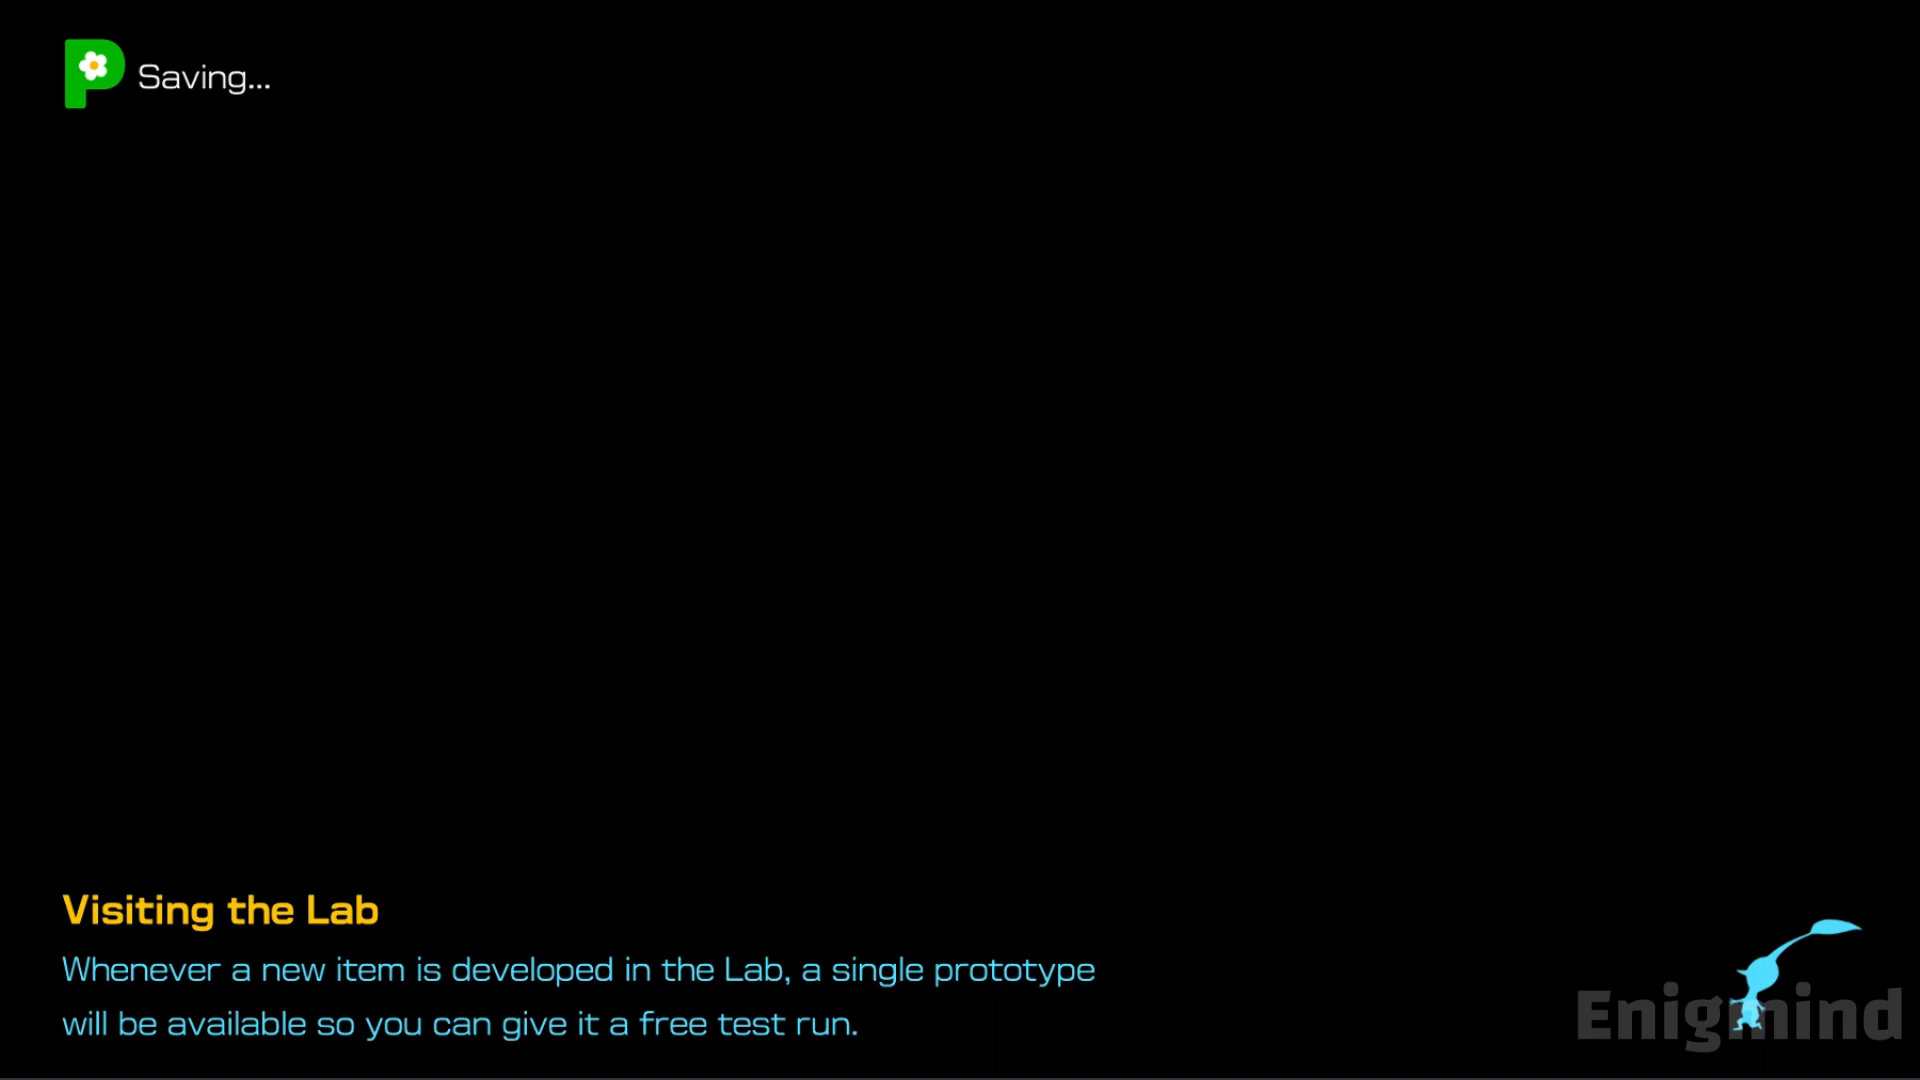 P Saving...
Visiting the Lab
Whenever a new item is developed in the Lab, a single prototype
will be available so you can give it a free test run.
Enigmind